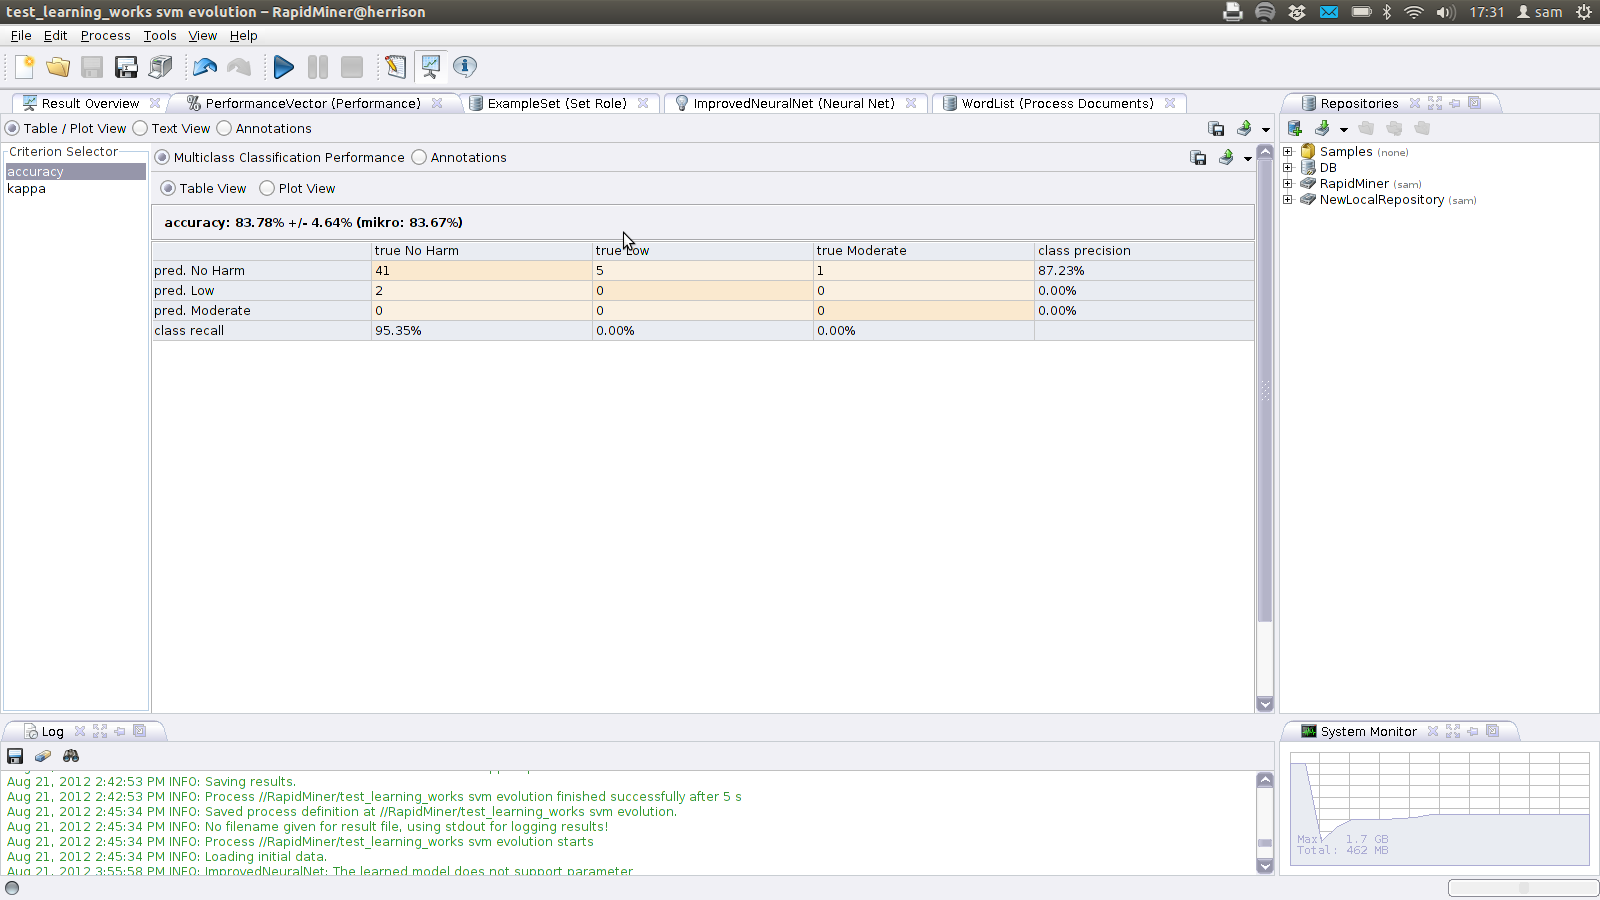 test_learning_works svm evolution – RapidMiner@herrison 17:31 sam
File Edit Process Tools View Help
Result Overview PerformanceVector (Performance) ExampleSet (Set Role) ImprovedNeuralNet (Neural Net) WordList (Process Documents) Repositories
Table / Plot View Text View Annotations
Criterion Selector
accuracy
kappa
Multiclass Classification Performance Annotations
Table View Plot View
accuracy: 83.78% +/- 4.64% (mikro: 83.67%)
true No Harm true Low true Moderate class precision
pred. No Harm 41 5 1 87.23%
pred. Low 2 0 0 0.00%
pred. Moderate 0 0 0 0.00%
class recall 95.35% 0.00% 0.00%
Samples (none)
DB
RapidMiner (sam)
NewLocalRepository (sam)
Log
Aug 21, 2012 2:42:53 PM INFO: Saving results.
Aug 21, 2012 2:42:53 PM INFO: Process //RapidMiner/test_learning_works svm evolution finished successfully after 5 s
Aug 21, 2012 2:45:34 PM INFO: Saved process definition at //RapidMiner/test_learning_works svm evolution.
Aug 21, 2012 2:45:34 PM INFO: No filename given for result file, using stdout for logging results!
Aug 21, 2012 2:45:34 PM INFO: Process //RapidMiner/test_learning_works svm evolution starts
Aug 21, 2012 2:45:34 PM INFO: Loading initial data.
Aug 21, 2012 3:55:58 PM INFO: ImprovedNeuralNet: The learned model does not support parameter
System Monitor
Max: 1.7 GB
Total: 462 MB